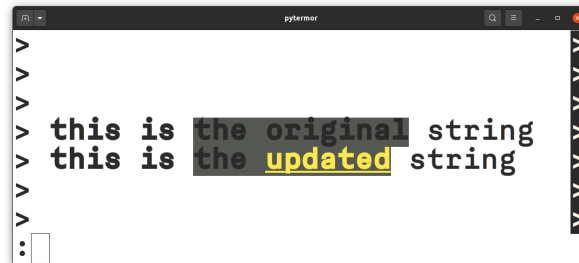 pytermor
>
>
>
> this is the original string
> this is the updated string
>
>
: